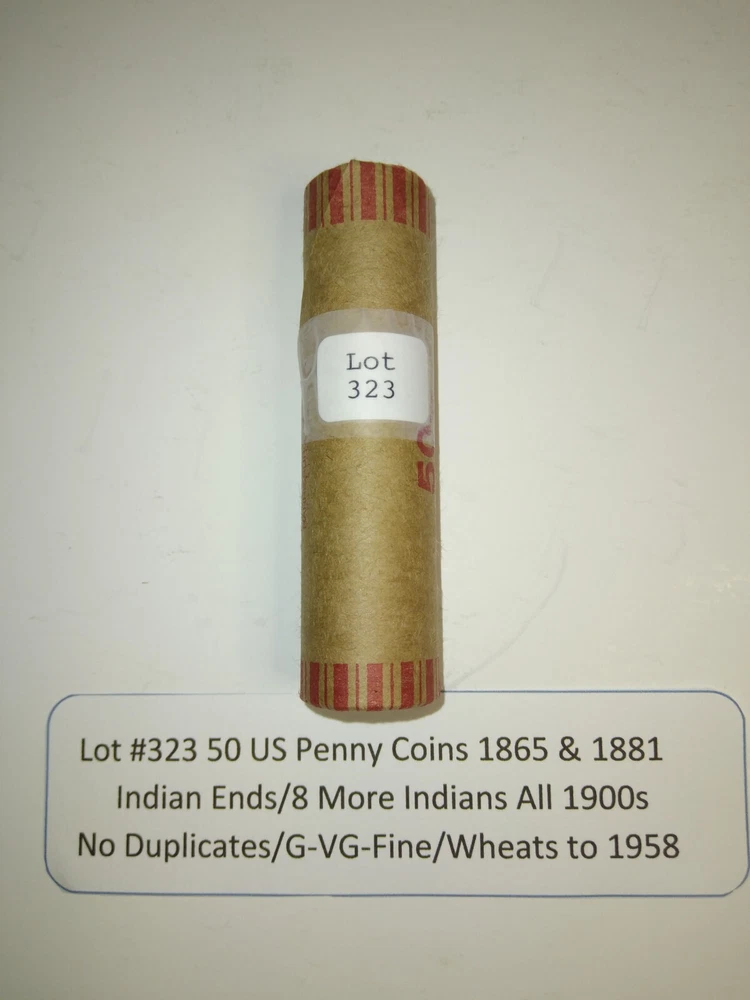 Lot
323
50
Lot #323 50 US Penny Coins 1865 & 1881
Indian Ends/8 More Indians All 1900s
No Duplicates/G-VG-Fine/Wheats to 1958